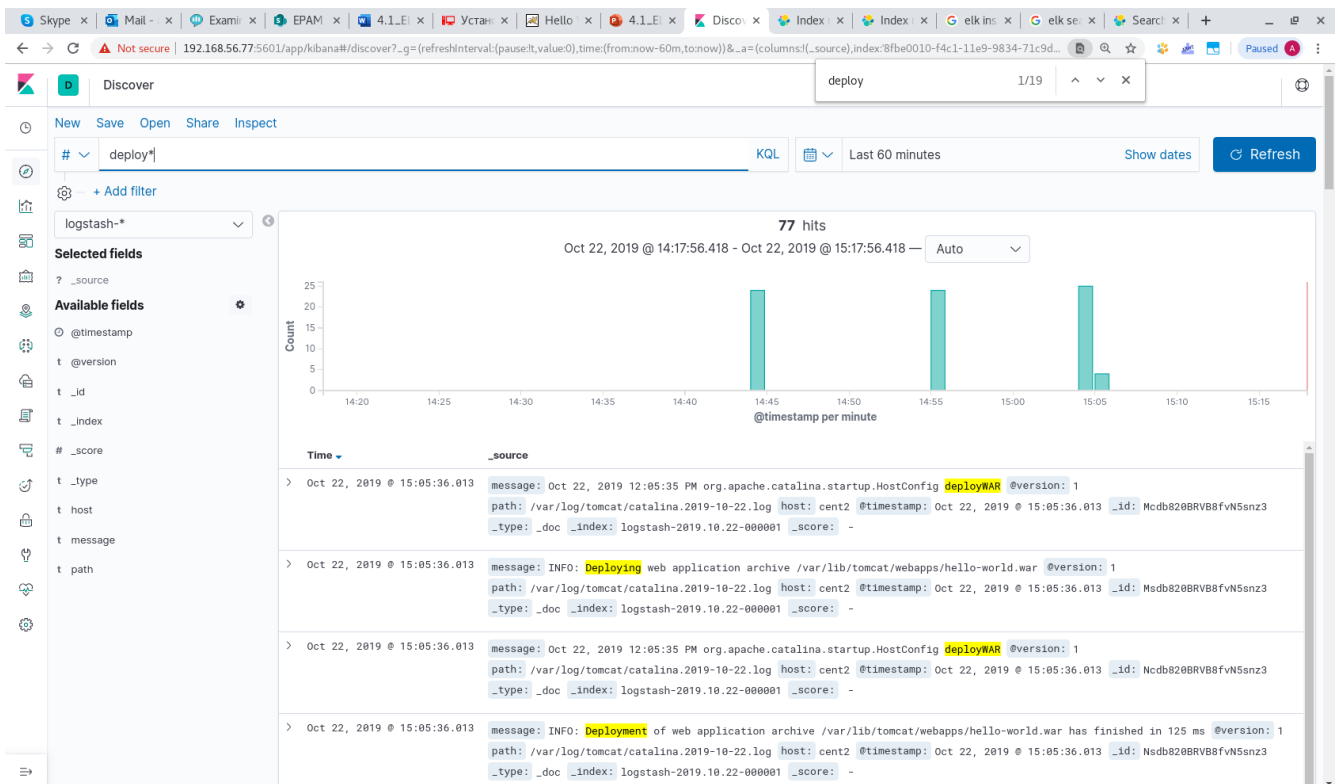 Skype
Mail -
Examin
EPAM
4.1_El
Устано
Hello
4.1_El
Discov
Index
Index
elk ins
elk sea
Search
Not secure | 192.168.56.77:5601/app/kibana#/discover?_g=(refreshInterval:(pause:!t,value:0),time:(from:now-60m,to:now))&_a=(columns:!(_source),index:'8fbe0010-f4c1-11e9-9834-71c9d...
Paused A
deploy 1/19
D Discover
New Save Open Share Inspect
# deploy* KQL Last 60 minutes Show dates Refresh
+ Add filter
logstash-*
Selected fields
? _source
Available fields
@timestamp
t @version
t _id
t _index
# _score
t _type
t host
t message
t path
77 hits
Oct 22, 2019 @ 14:17:56.418 - Oct 22, 2019 @ 15:17:56.418 — Auto
Count
25
20
15
10
5
0
14:20 14:25 14:30 14:35 14:40 14:45 14:50 14:55 15:00 15:05 15:10 15:15
@timestamp per minute
Time _source
Oct 22, 2019 @ 15:05:36.013 message: Oct 22, 2019 12:05:35 PM org.apache.catalina.startup.HostConfig deployWAR @version: 1
path: /var/log/tomcat/catalina.2019-10-22.log host: cent2 @timestamp: Oct 22, 2019 @ 15:05:36.013 _id: Mcdb820BRVB8fvN5snz3
_type: _doc _index: logstash-2019.10.22-000001 _score: -
Oct 22, 2019 @ 15:05:36.013 message: INFO: Deploying web application archive /var/lib/tomcat/webapps/hello-world.war @version: 1
path: /var/log/tomcat/catalina.2019-10-22.log host: cent2 @timestamp: Oct 22, 2019 @ 15:05:36.013 _id: Msdb820BRVB8fvN5snz3
_type: _doc _index: logstash-2019.10.22-000001 _score: -
Oct 22, 2019 @ 15:05:36.013 message: Oct 22, 2019 12:05:35 PM org.apache.catalina.startup.HostConfig deployWAR @version: 1
path: /var/log/tomcat/catalina.2019-10-22.log host: cent2 @timestamp: Oct 22, 2019 @ 15:05:36.013 _id: Ncdb820BRVB8fvN5snz3
_type: _doc _index: logstash-2019.10.22-000001 _score: -
Oct 22, 2019 @ 15:05:36.013 message: INFO: Deployment of web application archive /var/lib/tomcat/webapps/hello-world.war has finished in 125 ms @version: 1
path: /var/log/tomcat/catalina.2019-10-22.log host: cent2 @timestamp: Oct 22, 2019 @ 15:05:36.013 _id: Nsdb820BRVB8fvN5snz3
_type: _doc _index: logstash-2019.10.22-000001 _score: -